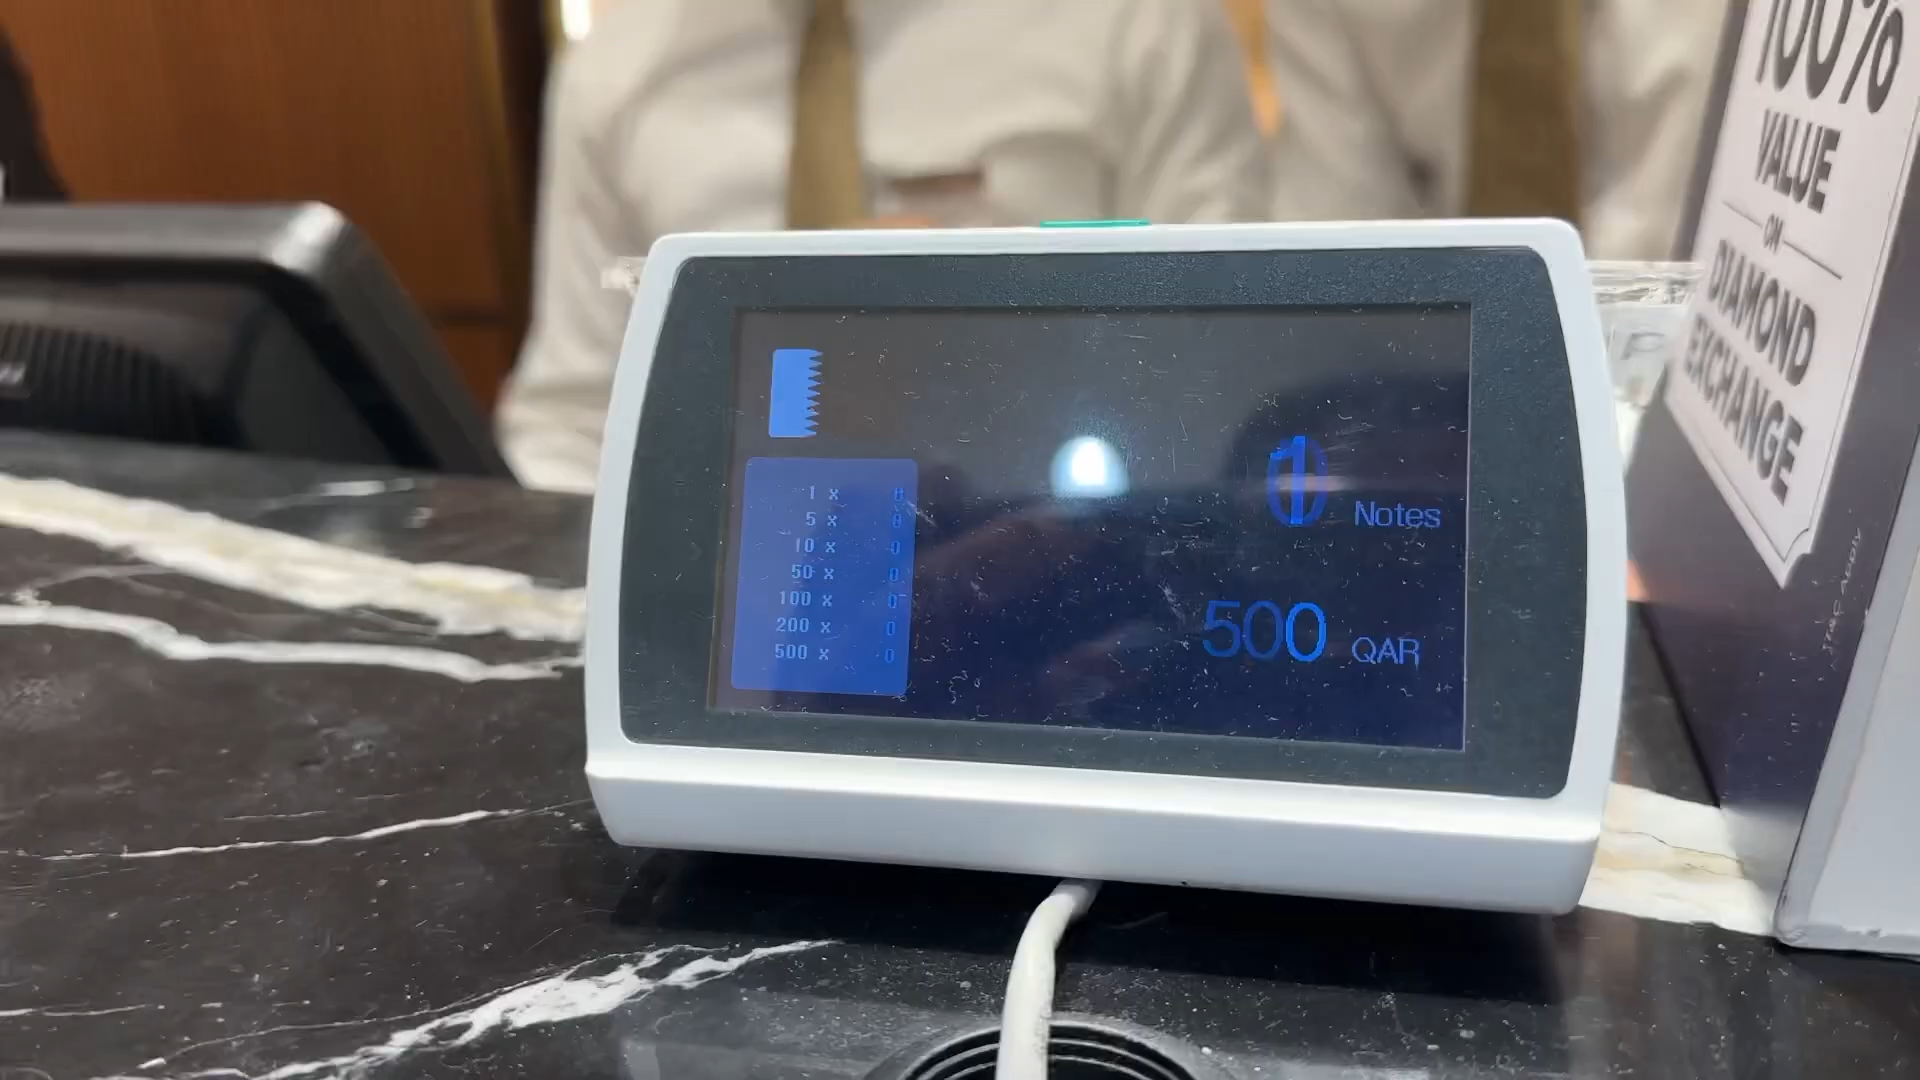 1 x 0
5 x 0
10 x 0
50 x 0
100 x 0
200 x 0
500 x 0
Notes
500 QAR
100%
VALUE
ON
DIAMOND
EXCHANGE